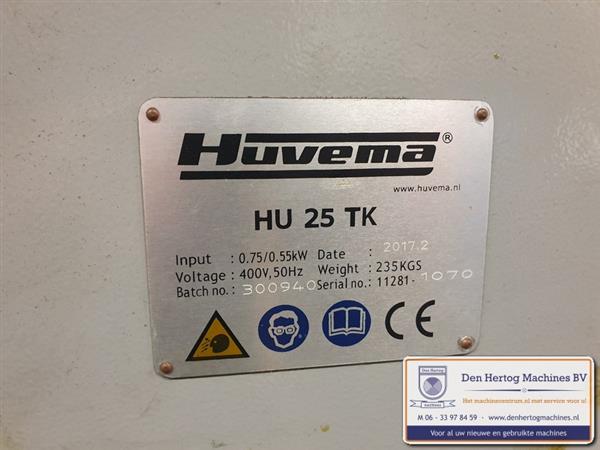 Huvema®
www.huvema.nl
HU 25 TK
Input : 0.75/0.55kW Date : 2017.2
Voltage : 400V,50Hz Weight : 235KGS
Batch no. : 300940 Serial no.: 11281-1070
CE
Den Hertog Machines BV
Het machinecentrum.nl met service voor u!
M 06 - 33 97 84 59 - www.denhertogmachines.nl
Voor al uw nieuwe en gebruikte machines